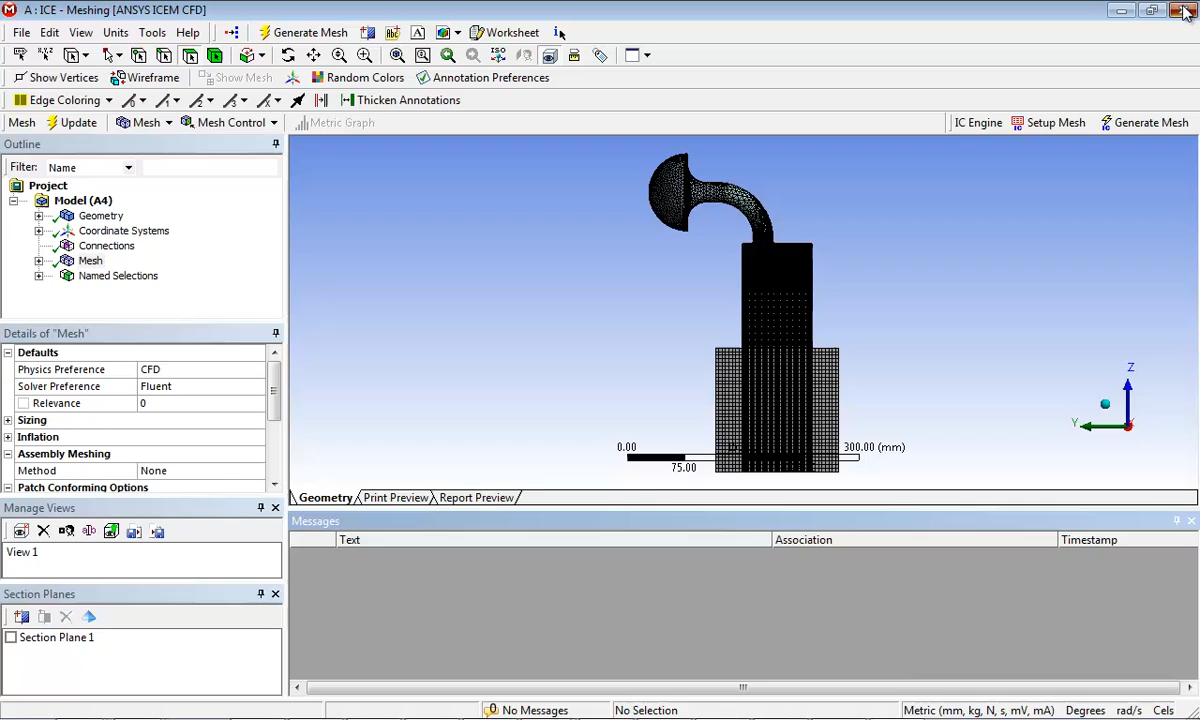 A : ICE - Meshing [ANSYS ICEM CFD]
File Edit View Units Tools Help Generate Mesh A Worksheet i
Show Vertices Wireframe Show Mesh Random Colors Annotation Preferences
Edge Coloring Thicken Annotations
Mesh Update Mesh Mesh Control Metric Graph IC Engine Setup Mesh Generate Mesh
Outline
Filter: Name
Project
Model (A4)
Geometry
Coordinate Systems
Connections
Mesh
Named Selections
Details of "Mesh"
Defaults
Physics Preference CFD
Solver Preference Fluent
Relevance 0
Sizing
Inflation
Assembly Meshing
Method None
Patch Conforming Options
Manage Views
View 1
Section Planes
Section Plane 1
Z
Y
0.00 300.00 (mm)
75.00
Geometry Print Preview Report Preview
Messages
Text Association Timestamp
No Messages No Selection Metric (mm, kg, N, s, mV, mA) Degrees rad/s Cels